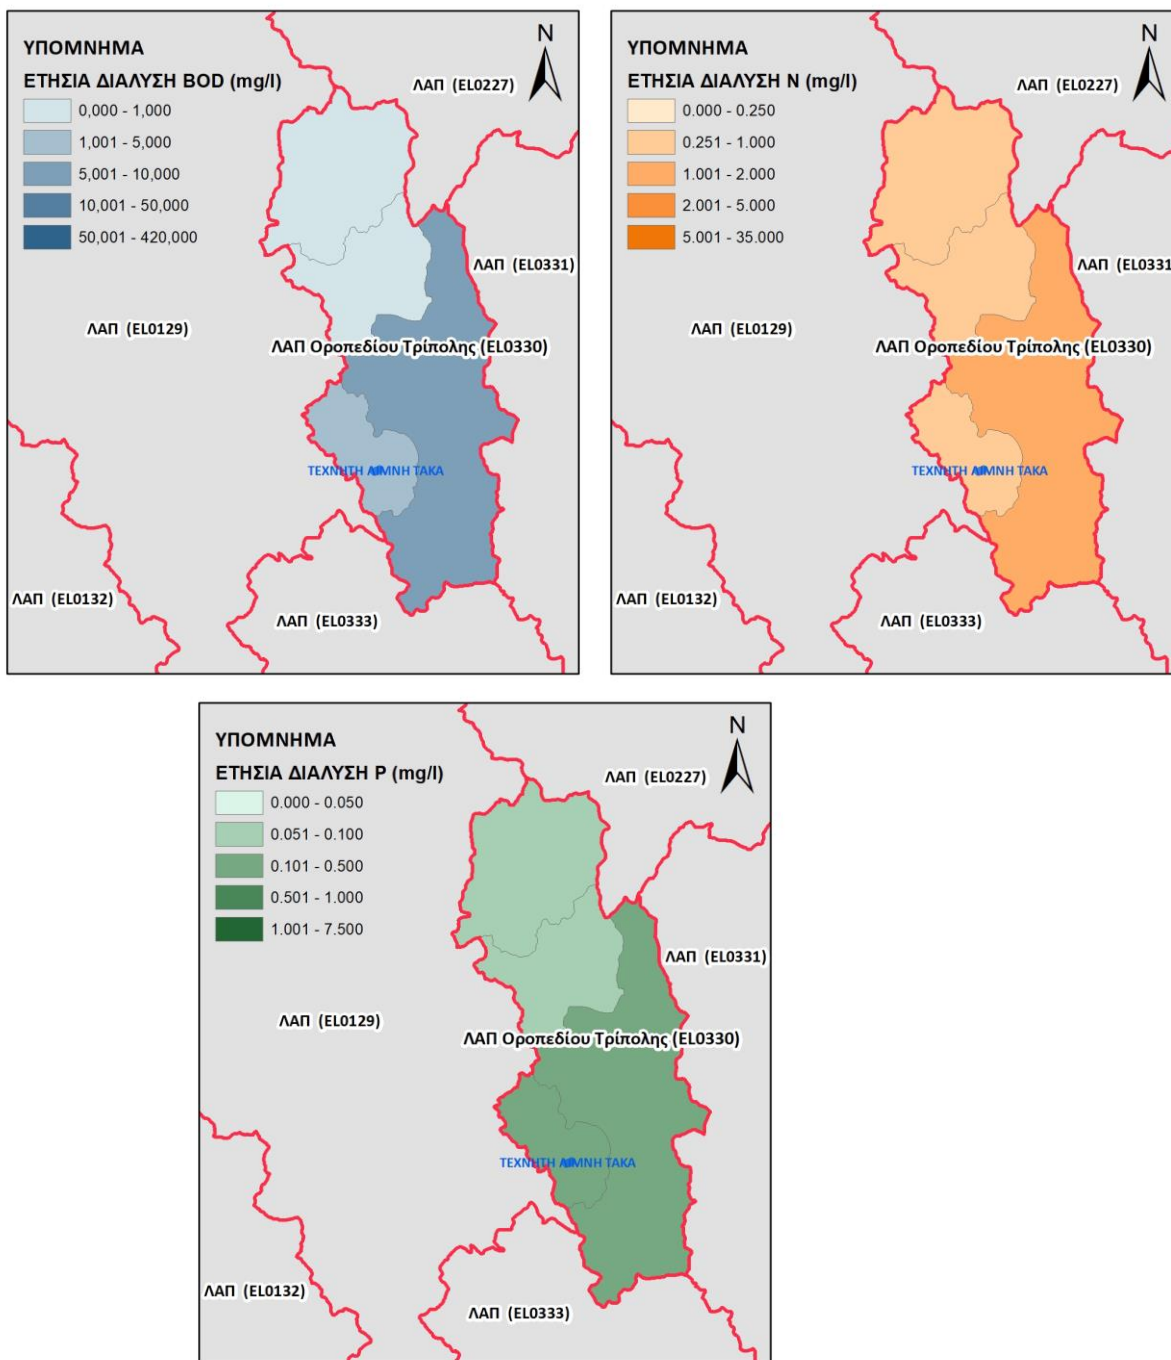 ΥΠΟΜΝΗΜΑ
ΕΤΗΣΙΑ ΔΙΑΛΥΣΗ BOD (mg/l)
0,000 - 1,000
1,001 - 5,000
5,001 - 10,000
10,001 - 50,000
50,001 - 420,000
N
ΛΑΠ (EL0227)
ΛΑΠ (EL0331)
ΛΑΠ (EL0129)
ΛΑΠ Οροπεδίου Τρίπολης (EL0330)
ΤΕΧΝΗΤΗ ΛΙΜΝΗ ΤΑΚΑ
ΛΑΠ (EL0132)
ΛΑΠ (EL0333)
ΥΠΟΜΝΗΜΑ
ΕΤΗΣΙΑ ΔΙΑΛΥΣΗ N (mg/l)
0.000 - 0.250
0.251 - 1.000
1.001 - 2.000
2.001 - 5.000
5.001 - 35.000
N
ΛΑΠ (EL0227)
ΛΑΠ (EL0331)
ΛΑΠ (EL0129)
ΛΑΠ Οροπεδίου Τρίπολης (EL0330)
ΤΕΧΝΗΤΗ ΛΙΜΝΗ ΤΑΚΑ
ΛΑΠ (EL0132)
ΛΑΠ (EL0333)
ΥΠΟΜΝΗΜΑ
ΕΤΗΣΙΑ ΔΙΑΛΥΣΗ P (mg/l)
0.000 - 0.050
0.051 - 0.100
0.101 - 0.500
0.501 - 1.000
1.001 - 7.500
N
ΛΑΠ (EL0227)
ΛΑΠ (EL0331)
ΛΑΠ (EL0129)
ΛΑΠ Οροπεδίου Τρίπολης (EL0330)
ΤΕΧΝΗΤΗ ΛΙΜΝΗ ΤΑΚΑ
ΛΑΠ (EL0132)
ΛΑΠ (EL0333)